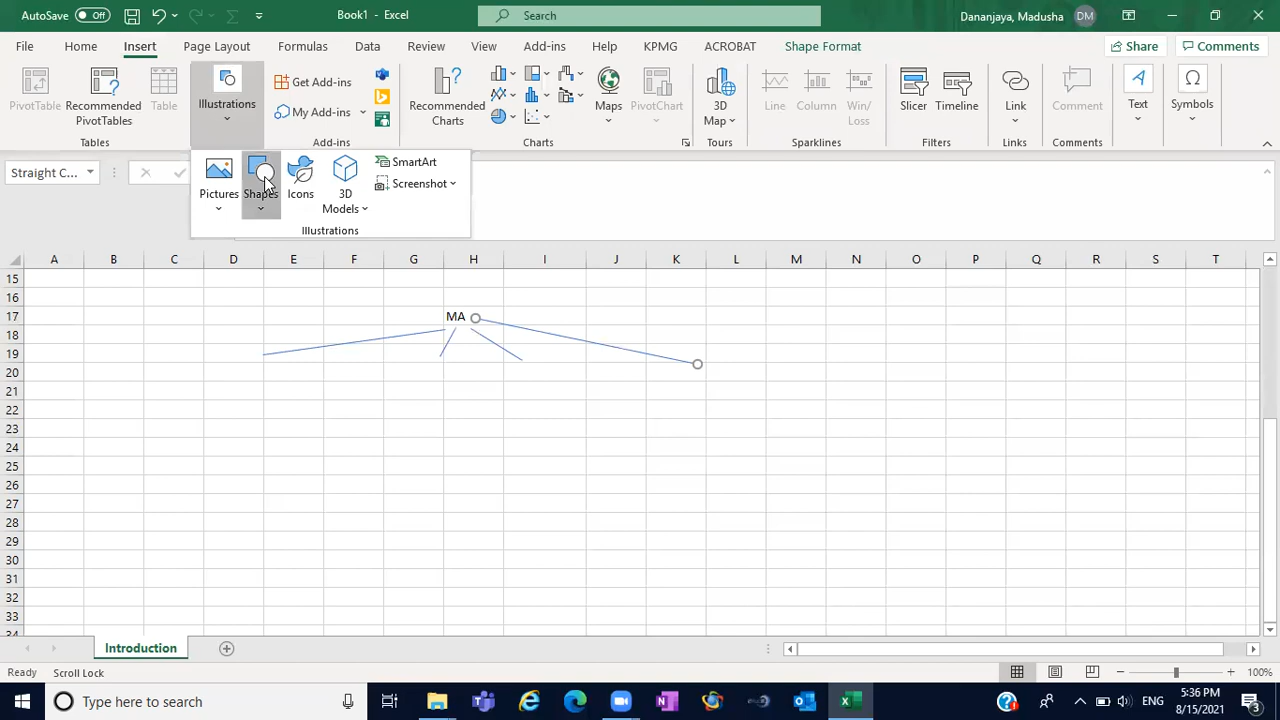 AutoSave Off Book1 - Excel Search Dananjaya, Madusha DM
File Home Insert Page Layout Formulas Data Review View Add-ins Help KPMG ACROBAT Shape Format Share Comments
PivotTable Recommended PivotTables Table Illustrations Get Add-ins My Add-ins Recommended Charts Maps PivotChart 3D Map Line Column Win/Loss Slicer Timeline Link Comment Text Symbols
Tables Add-ins Charts Tours Sparklines Filters Links Comments
Straight C...
Pictures Shapes Icons 3D Models SmartArt Screenshot
Illustrations
A B C D E F G H I J K L M N O P Q R S T
15
16
17 MA
18
19
20
21
22
23
24
25
26
27
28
29
30
31
32
33
34
Introduction
Ready Scroll Lock 100%
Type here to search ENG 5:36 PM
8/15/2021 3